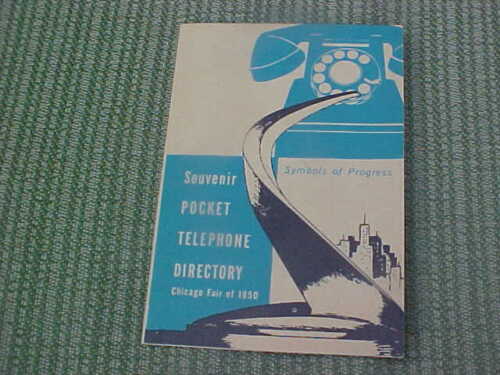 Symbols of Progress
Souvenir
POCKET
TELEPHONE
DIRECTORY
Chicago Fair of 1950